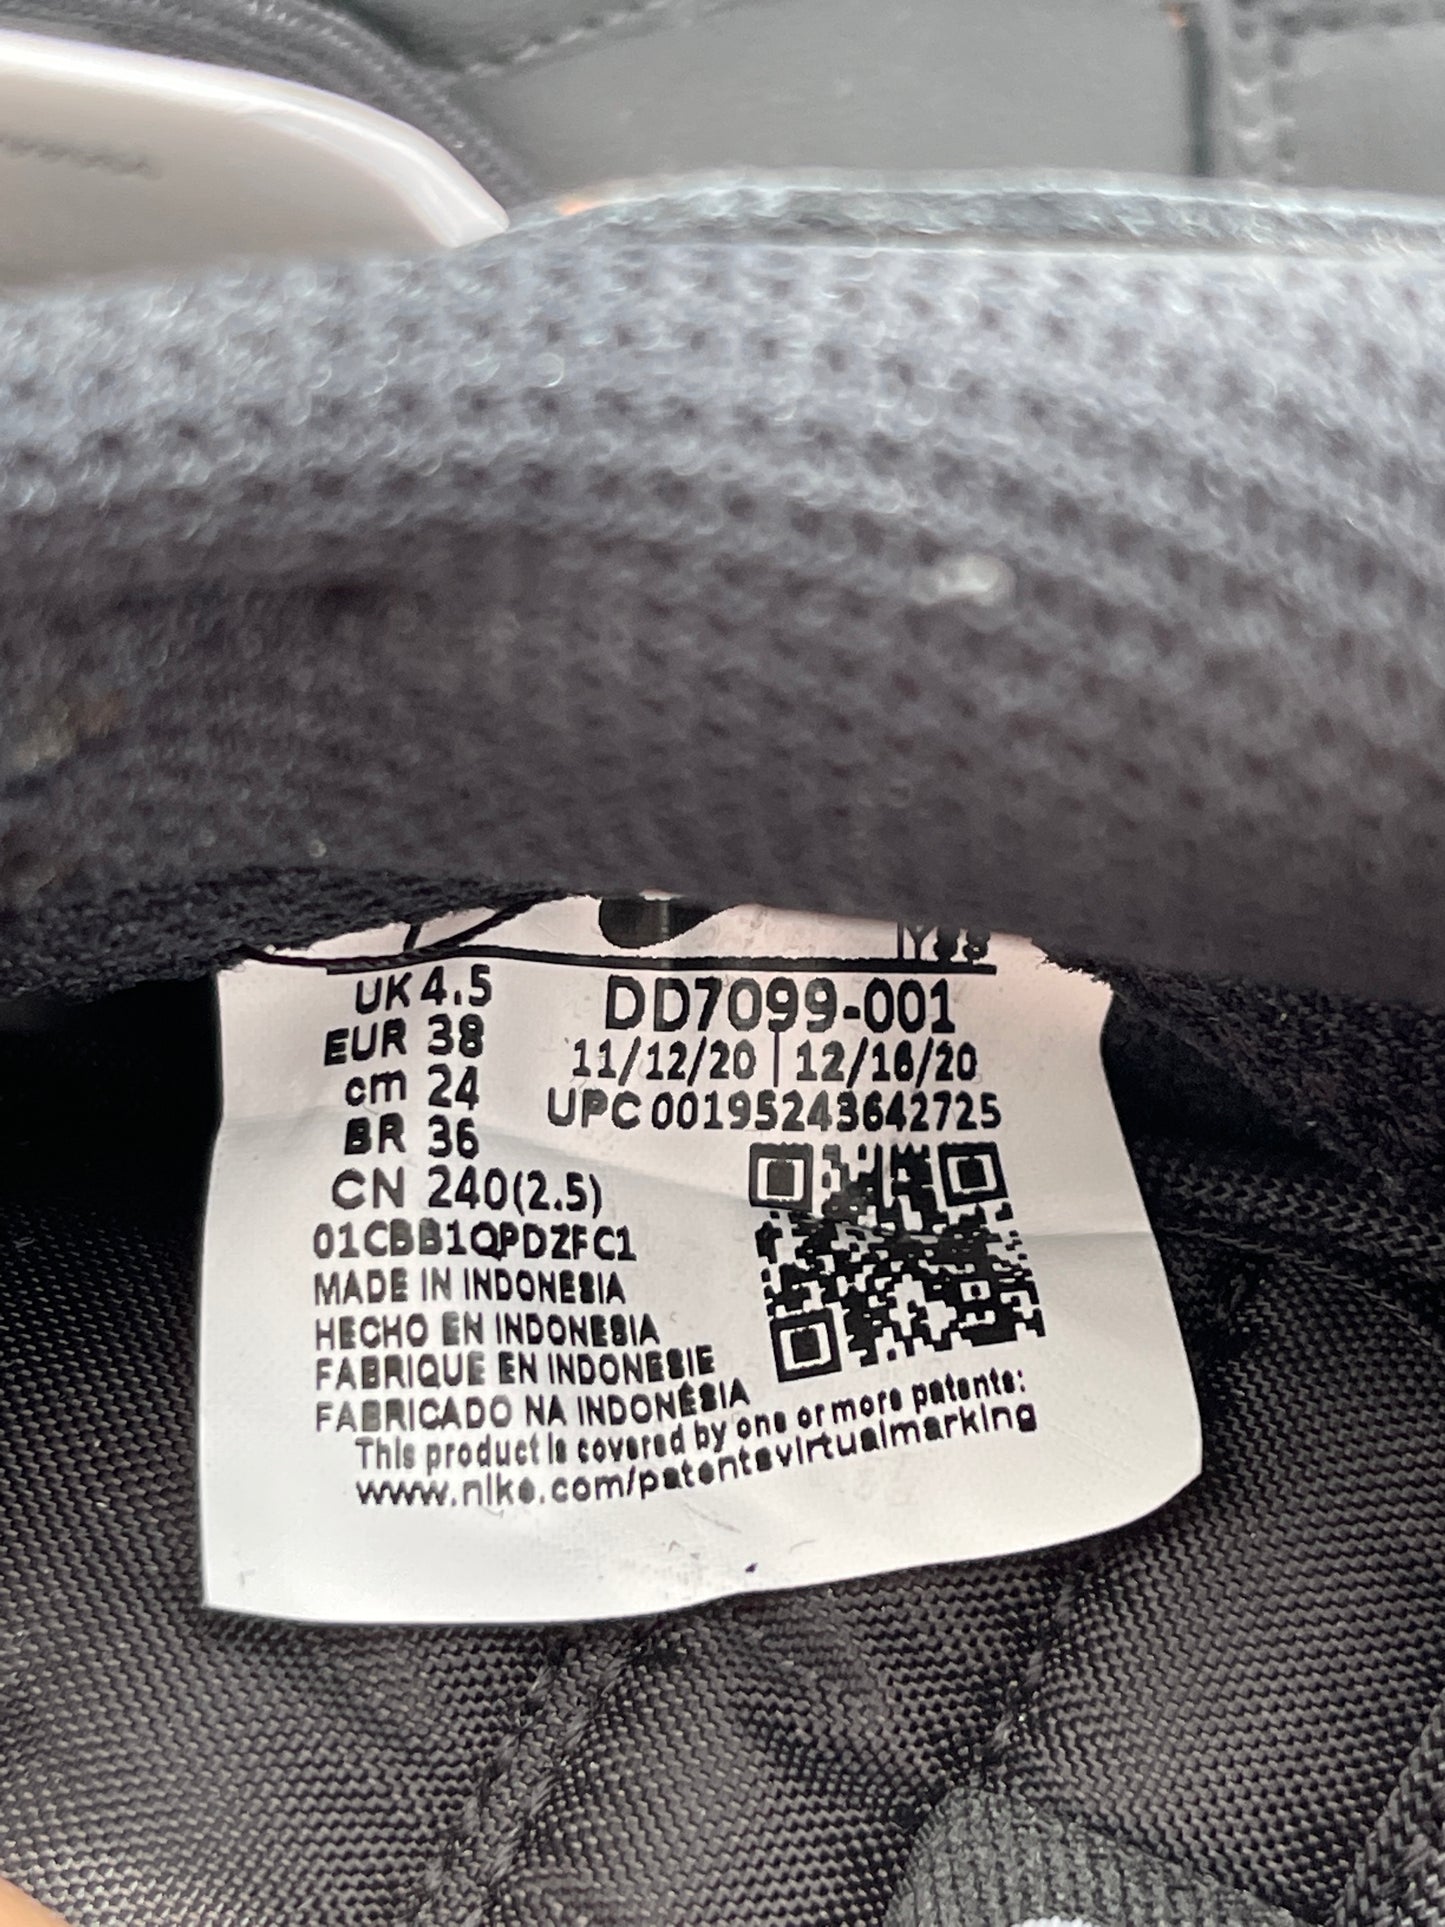 UK 4.5
EUR 38
cm 24
BR 36
CN 240(2.5)
DD7099-001
11/12/20 | 12/16/20
UPC 00195243642725
01CBB1QPDZFC1
MADE IN INDONESIA
HECHO EN INDONESIA
FABRIQUE EN INDONESIE
FABRICADO NA INDONÉSIA
This product is covered by one or more patents:
www.nike.com/patentsvirtualmarking